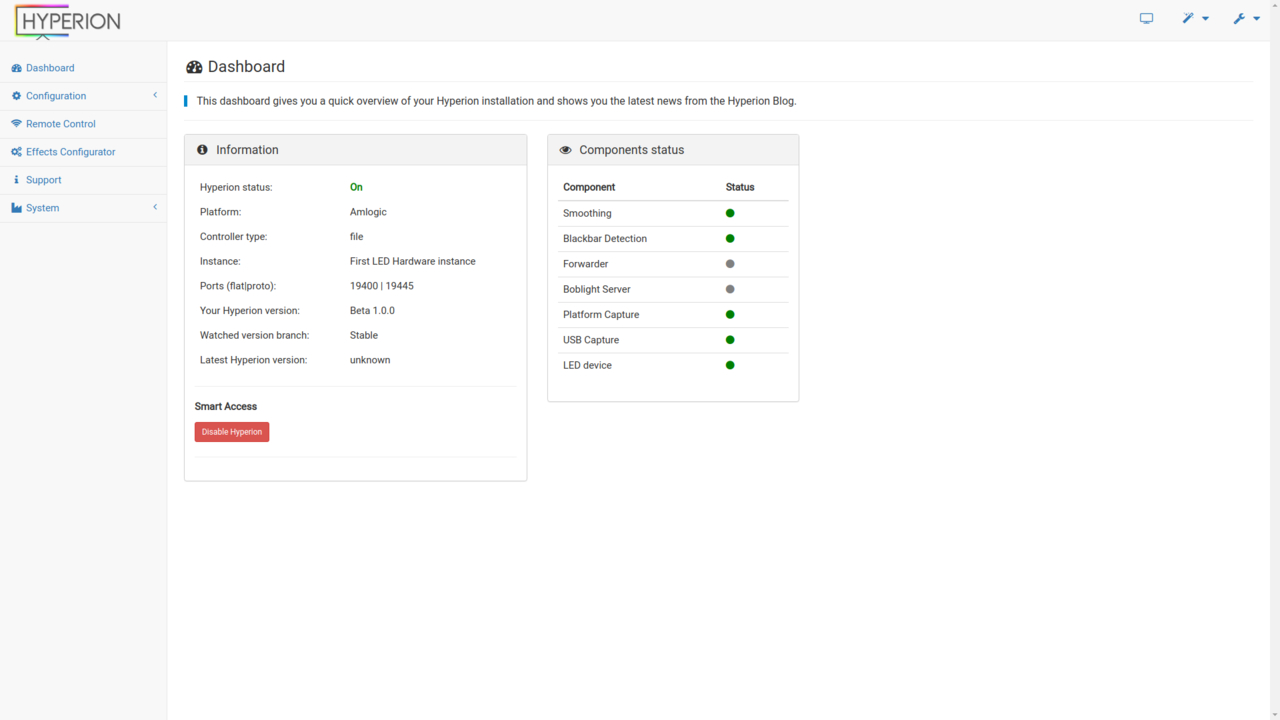 HYPERION
Dashboard
Configuration
Remote Control
Effects Configurator
Support
System
Dashboard
This dashboard gives you a quick overview of your Hyperion installation and shows you the latest news from the Hyperion Blog.
Information
Hyperion status: On
Platform: Amlogic
Controller type: file
Instance: First LED Hardware instance
Ports (flat|proto): 19400 | 19445
Your Hyperion version: Beta 1.0.0
Watched version branch: Stable
Latest Hyperion version: unknown
Smart Access
Disable Hyperion
Components status
Component Status
Smoothing
Blackbar Detection
Forwarder
Boblight Server
Platform Capture
USB Capture
LED device